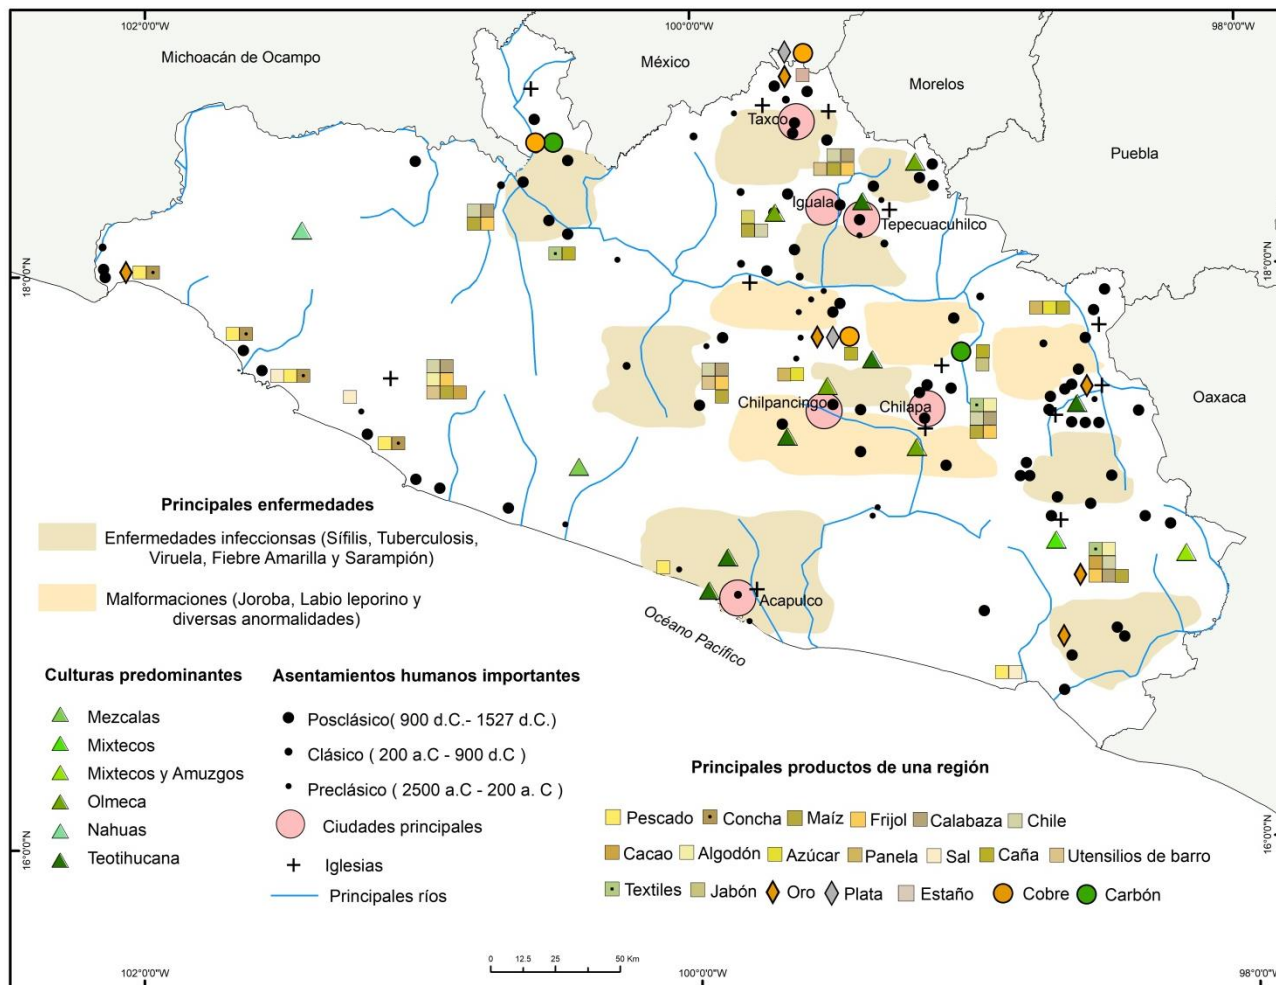 102°0'0"W
100°0'0"W
98°0'0"W
Michoacán de Ocampo
México
Morelos
Puebla
Oaxaca
Taxco
Iguala
Tepecuacuhilco
18°0'0"N
18°0'0"N
Chilpancingo
Chilapa
Acapulco
Océano Pacífico
Principales enfermedades
Enfermedades infeccionsas (Sífilis, Tuberculosis,
Viruela, Fiebre Amarilla y Sarampión)
Malformaciones (Joroba, Labio leporino y
diversas anormalidades)
Culturas predominantes
Mezcalas
Mixtecos
Mixtecos y Amuzgos
Olmeca
Nahuas
Teotihucana
Asentamientos humanos importantes
Posclásico( 900 d.C.- 1527 d.C.)
Clásico ( 200 a.C - 900 d.C )
Preclásico ( 2500 a.C - 200 a. C )
Ciudades principales
Iglesias
Principales ríos
Principales productos de una región
Pescado Concha Maíz Frijol Calabaza Chile
Cacao Algodón Azúcar Panela Sal Caña Utensilios de barro
Textiles Jabón Oro Plata Estaño Cobre Carbón
16°0'0"N
16°0'0"N
0 12.5 25 50 Km
102°0'0"W
100°0'0"W
98°0'0"W